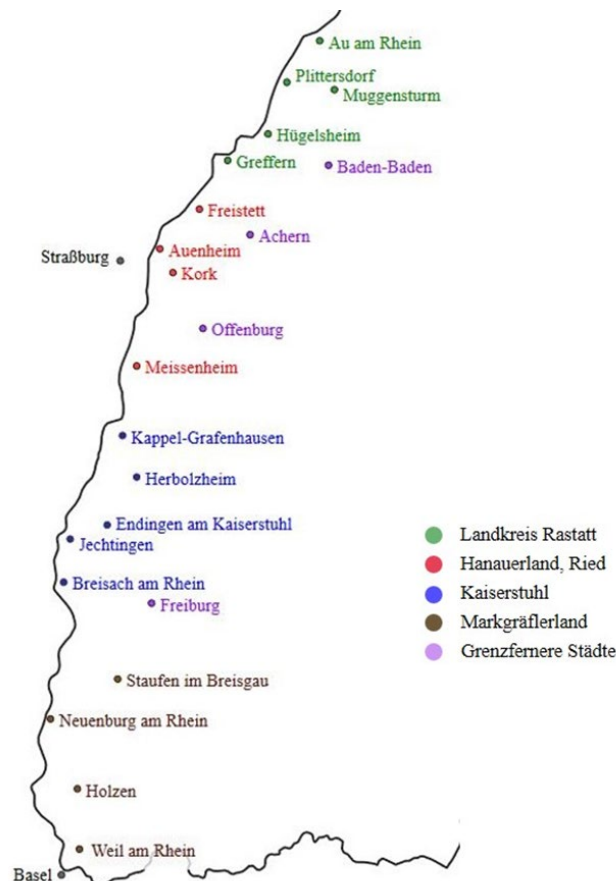 Au am Rhein
Plittersdorf
Muggensturm
Hügelsheim
Greffern
Baden-Baden
Freistett
Achern
Auenheim
Straßburg
Kork
Offenburg
Meissenheim
Kappel-Grafenhausen
Herbolzheim
Endingen am Kaiserstuhl
Jechtingen
Breisach am Rhein
Freiburg
Staufen im Breisgau
Neuenburg am Rhein
Holzen
Weil am Rhein
Basel
Landkreis Rastatt
Hanauerland, Ried
Kaiserstuhl
Markgräflerland
Grenzfernere Städte